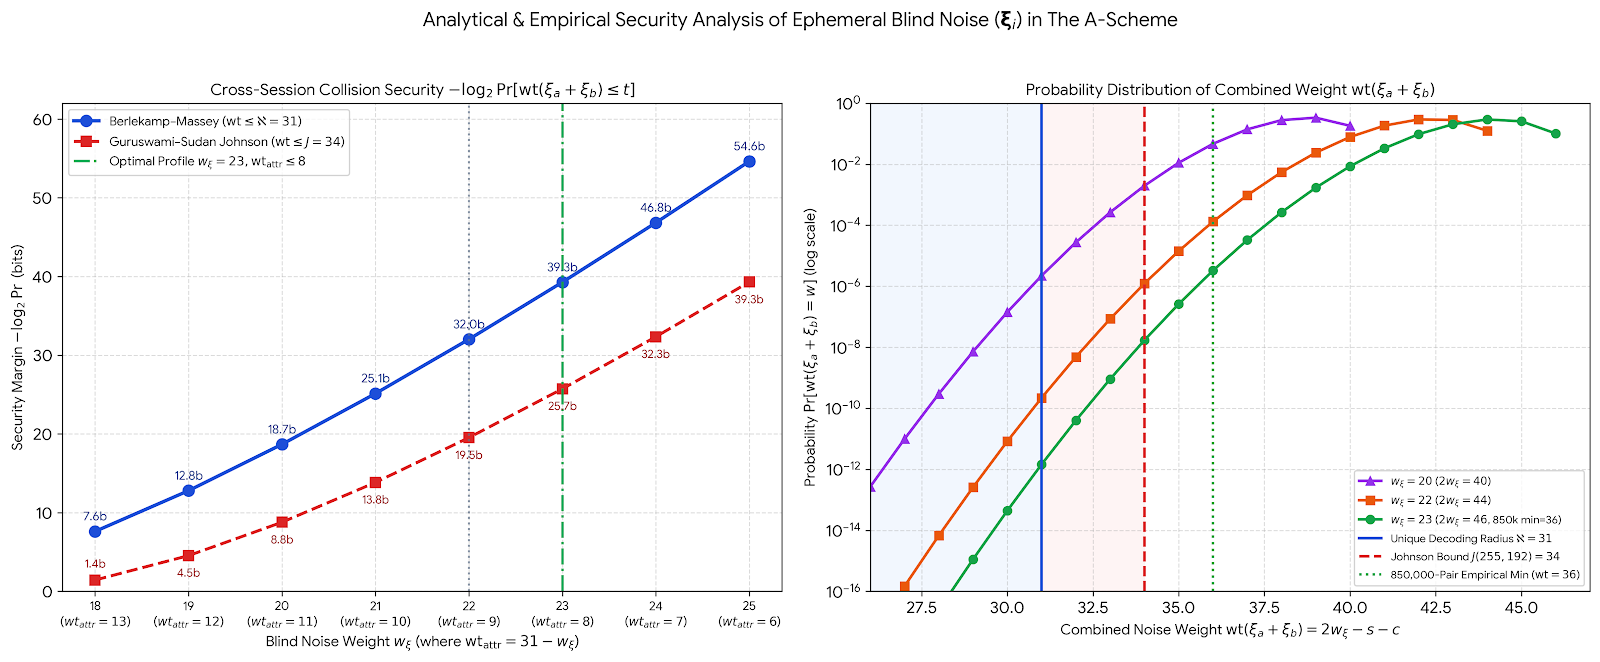 Analytical & Empirical Security Analysis of Ephemeral Blind Noise (ξᵢ) in The A-Scheme
Cross-Session Collision Security −log₂ Pr[wt(ξₐ + ξ_b) ≤ t]
Berlekamp–Massey (wt ≤ ℵ = 31)
Guruswami–Sudan Johnson (wt ≤ J = 34)
Optimal Profile w_ξ = 23, wt_attr ≤ 8
Security Margin −log₂ Pr (bits)
60
50
40
30
20
10
0
7.6b
12.8b
18.7b
25.1b
32.0b
39.3b
46.8b
54.6b
1.4b
4.5b
8.8b
13.8b
19.5b
25.7b
32.3b
39.3b
18 19 20 21 22 23 24 25
(wt_attr = 13) (wt_attr = 12) (wt_attr = 11) (wt_attr = 10) (wt_attr = 9) (wt_attr = 8) (wt_attr = 7) (wt_attr = 6)
Blind Noise Weight w_ξ (where wt_attr = 31 − w_ξ)
Probability Distribution of Combined Weight wt(ξₐ + ξ_b)
Probability Pr[wt(ξₐ + ξ_b) = w] (log scale)
10⁰
10⁻²
10⁻⁴
10⁻⁶
10⁻⁸
10⁻¹⁰
10⁻¹²
10⁻¹⁴
10⁻¹⁶
w_ξ = 20 (2w_ξ = 40)
w_ξ = 22 (2w_ξ = 44)
w_ξ = 23 (2w_ξ = 46, 850k min=36)
Unique Decoding Radius ℵ = 31
Johnson Bound J(255, 192) = 34
850,000–Pair Empirical Min (wt = 36)
27.5 30.0 32.5 35.0 37.5 40.0 42.5 45.0
Combined Noise Weight wt(ξₐ + ξ_b) = 2w_ξ − s − c